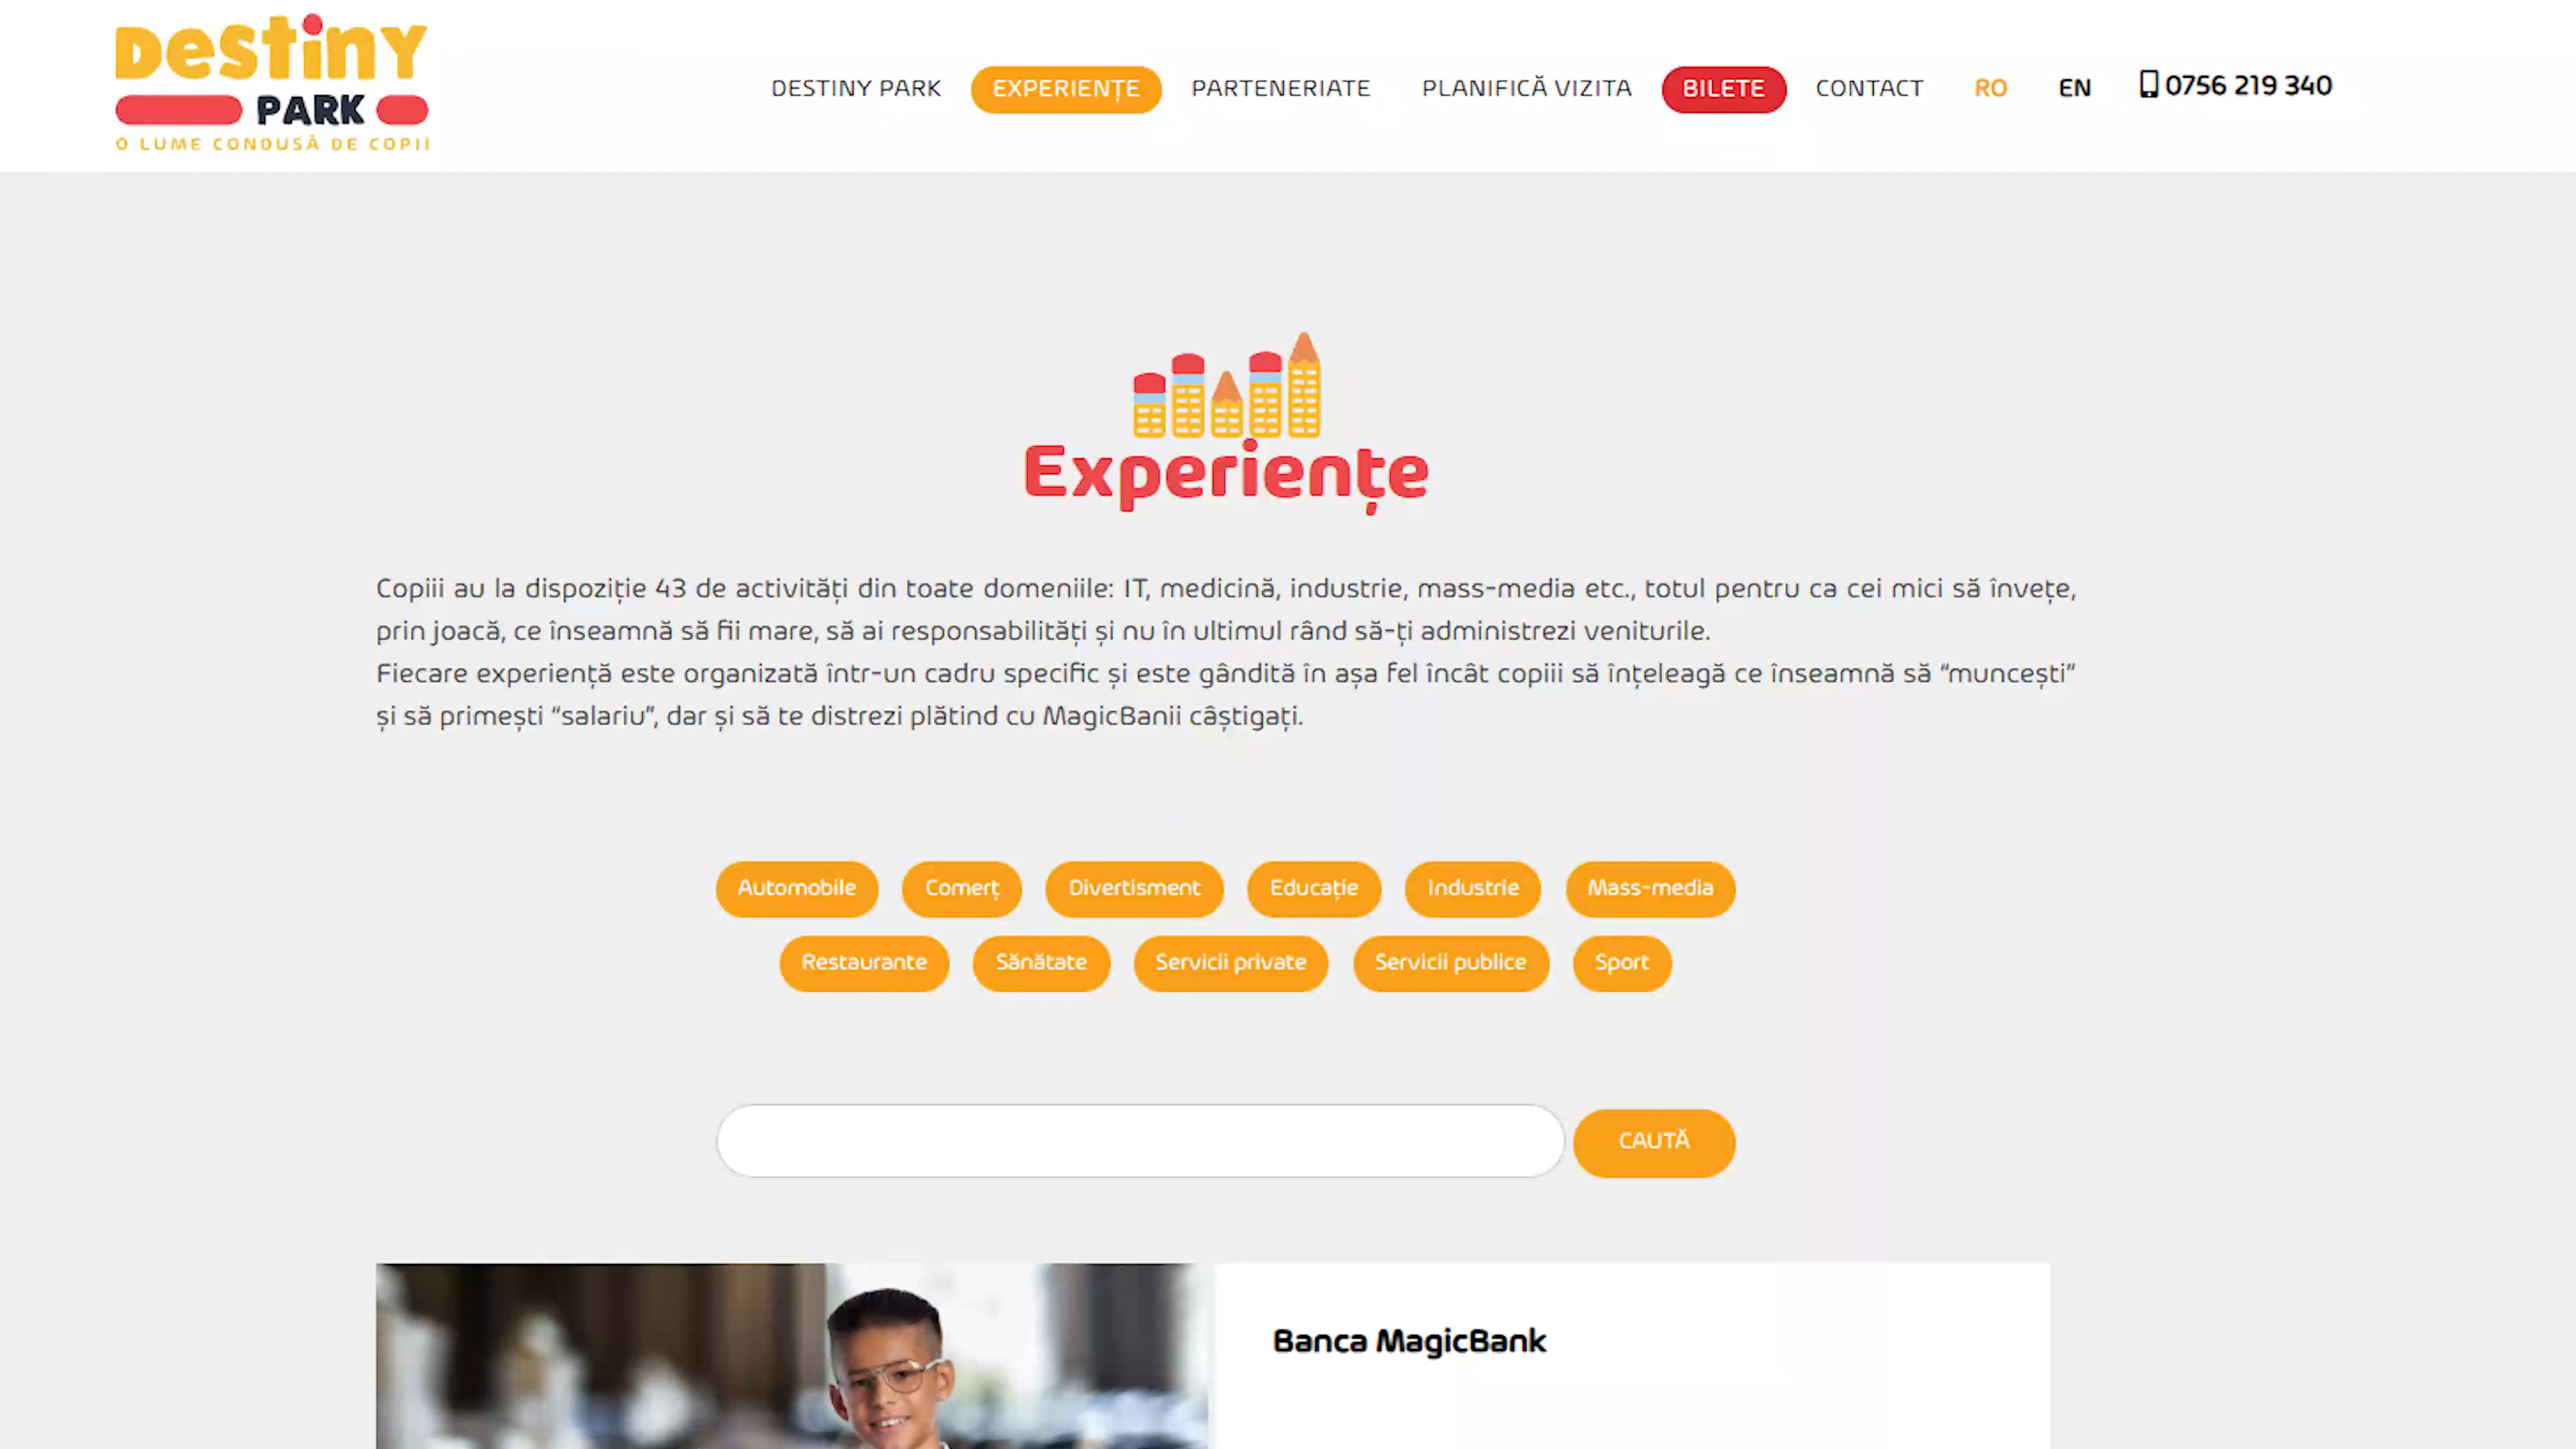 Destiny
PARK
O LUME CONDUSĂ DE COPII
DESTINY PARK EXPERIENȚE PARTENERIATE PLANIFICĂ VIZITA BILETE CONTACT RO EN 0756 219 340
Experiențe
Copiii au la dispoziție 43 de activități din toate domeniile: IT, medicină, industrie, mass-media etc., totul pentru ca cei mici să învețe,
prin joacă, ce înseamnă să fii mare, să ai responsabilități și nu în ultimul rând să-ți administrezi veniturile.
Fiecare experiență este organizată într-un cadru specific și este gândită în așa fel încât copiii să înțeleagă ce înseamnă să “muncești”
și să primești “salariu”, dar și să te distrezi plătind cu MagicBanii câștigați.
Automobile Comerț Divertisment Educație Industrie Mass-media
Restaurante Sănătate Servicii private Servicii publice Sport
CAUTĂ
Banca MagicBank